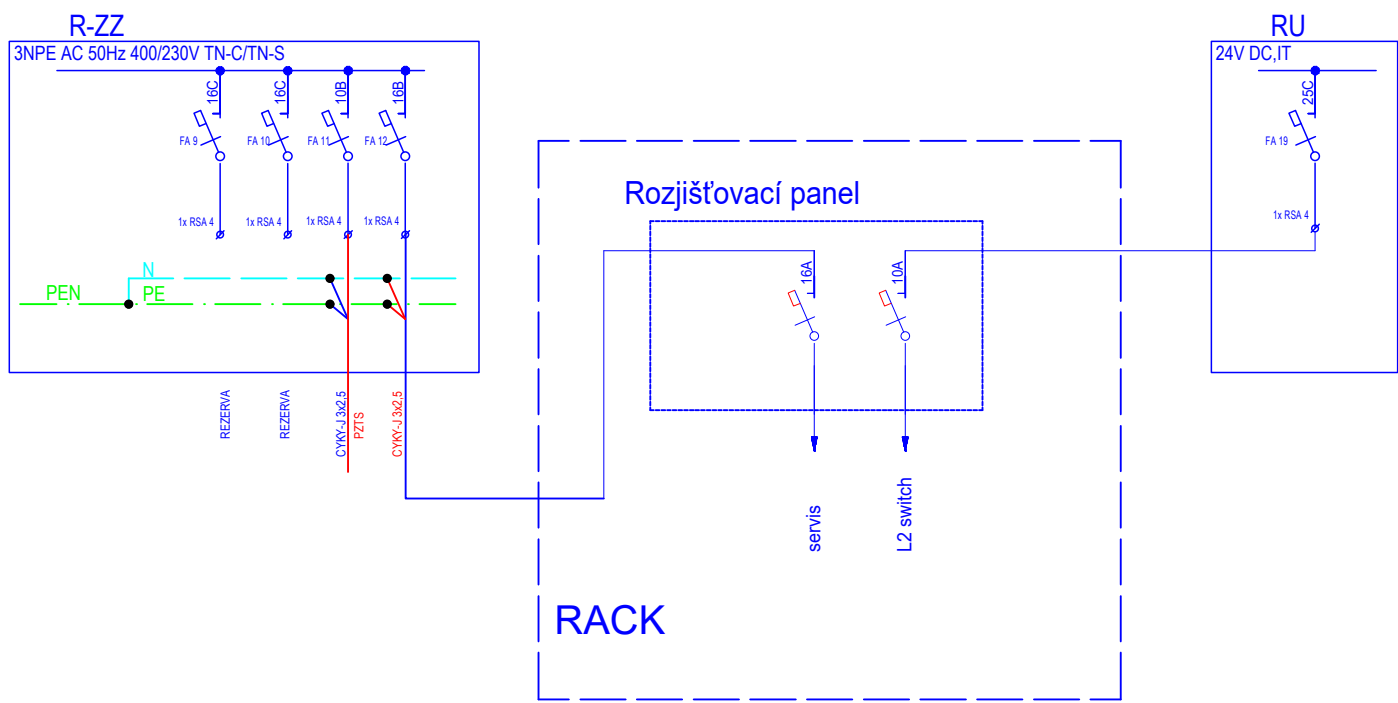 R-ZZ
3NPE AC 50Hz 400/230V TN-C/TN-S
16C
16C
10B
16B
FA 9
FA 10
FA 11
FA 12
1x RSA 4
1x RSA 4
1x RSA 4
1x RSA 4
N
PEN
PE
REZERVA
REZERVA
CYKY-J 3x2,5
PZTS
CYKY-J 3x2,5
Rozjišťovací panel
16A
10A
servis
L2 switch
RACK
RU
24V DC,IT
25C
FA 19
1x RSA 4